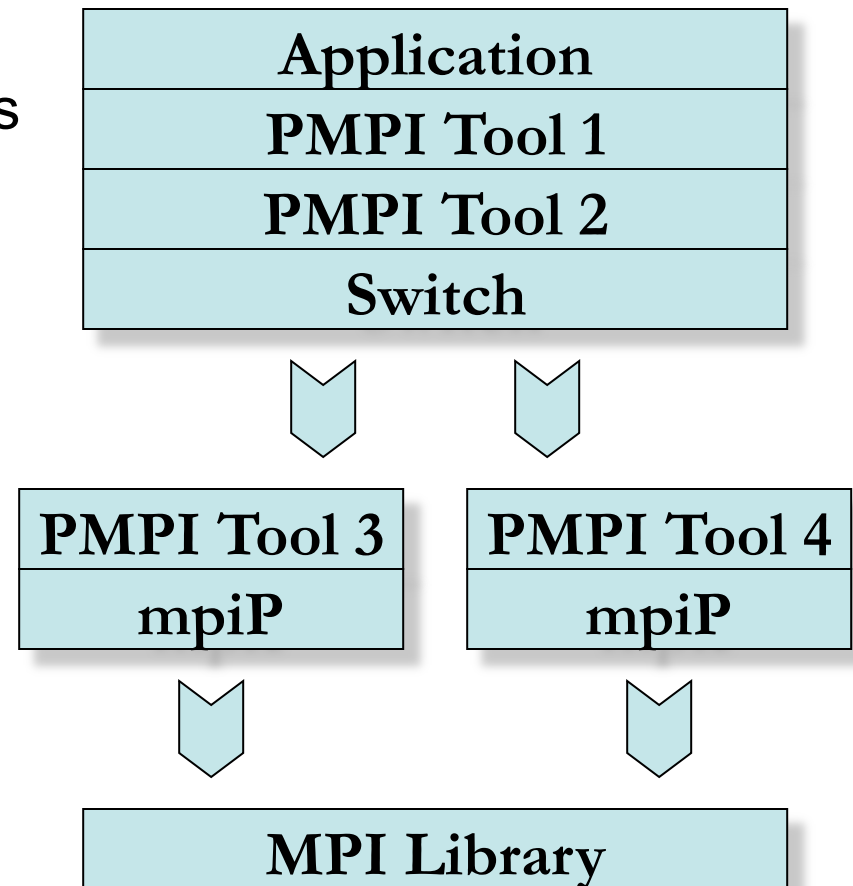 Application
s
PMPI Tool 1
PMPI Tool 2
Switch
PMPI Tool 3
PMPI Tool 4
mpiP
mpiP
MPI Library